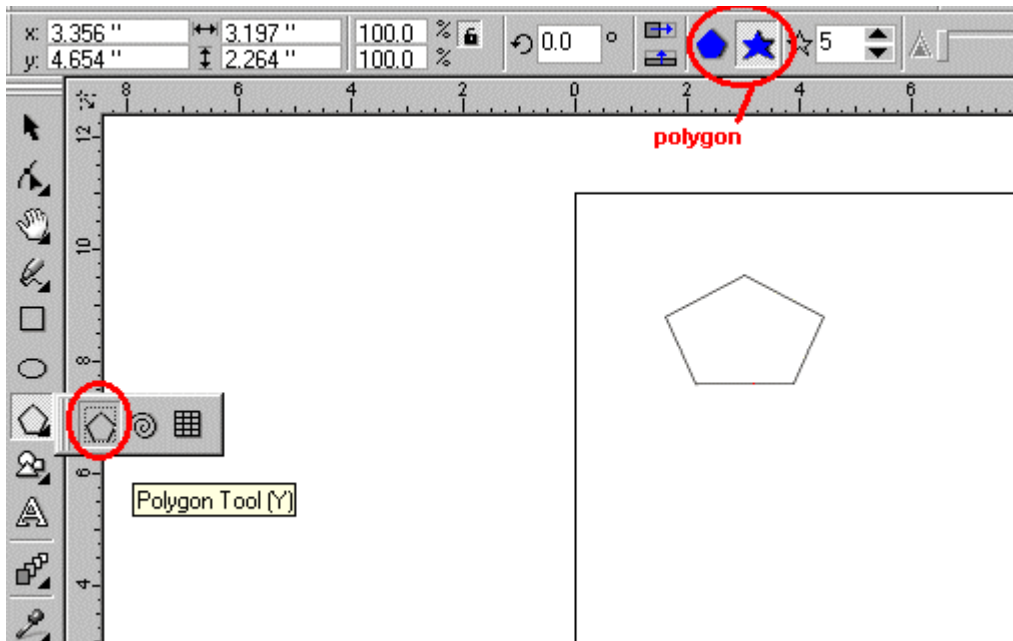 x: 3.356 " 3.197 " 100.0 % 0.0 ° 5
y: 4.654 " 2.264 " 100.0 %
8 6 4 2 0 2 4 6
polygon
12
10
8
6
4
Polygon Tool (Y)